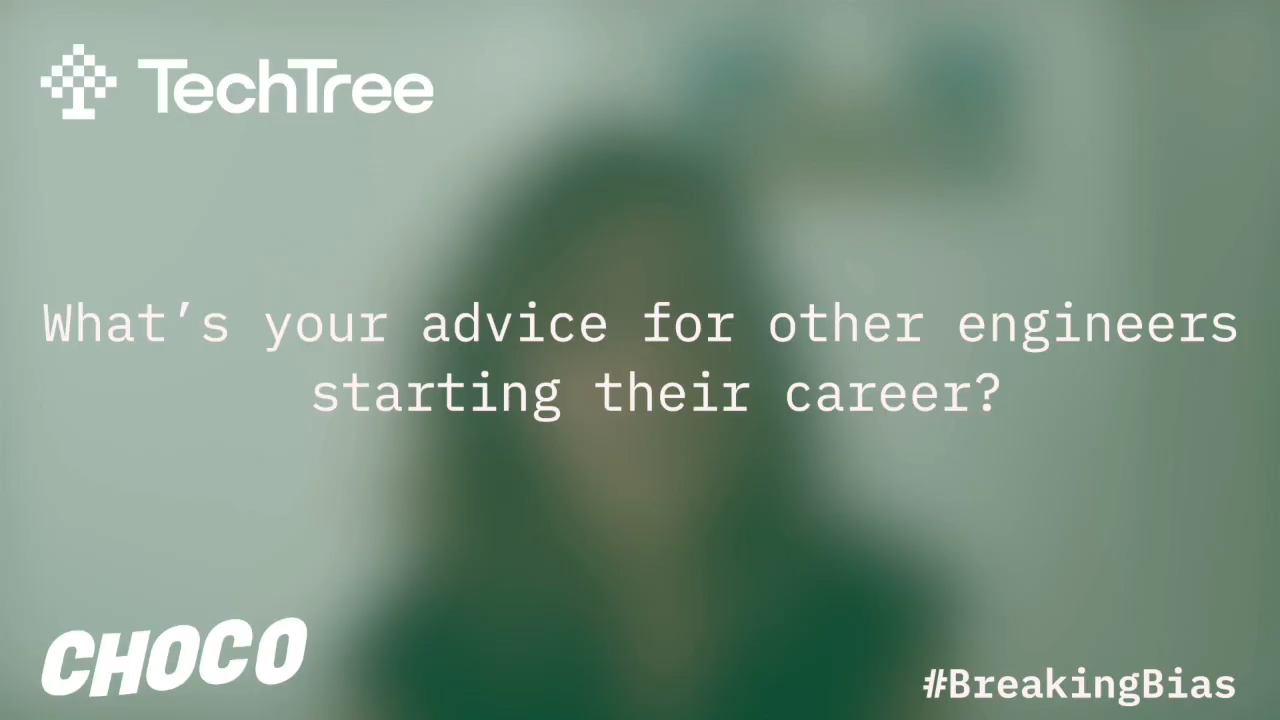 TechTree
What’s your advice for other engineers
starting their career?
CHOCO
#BreakingBias